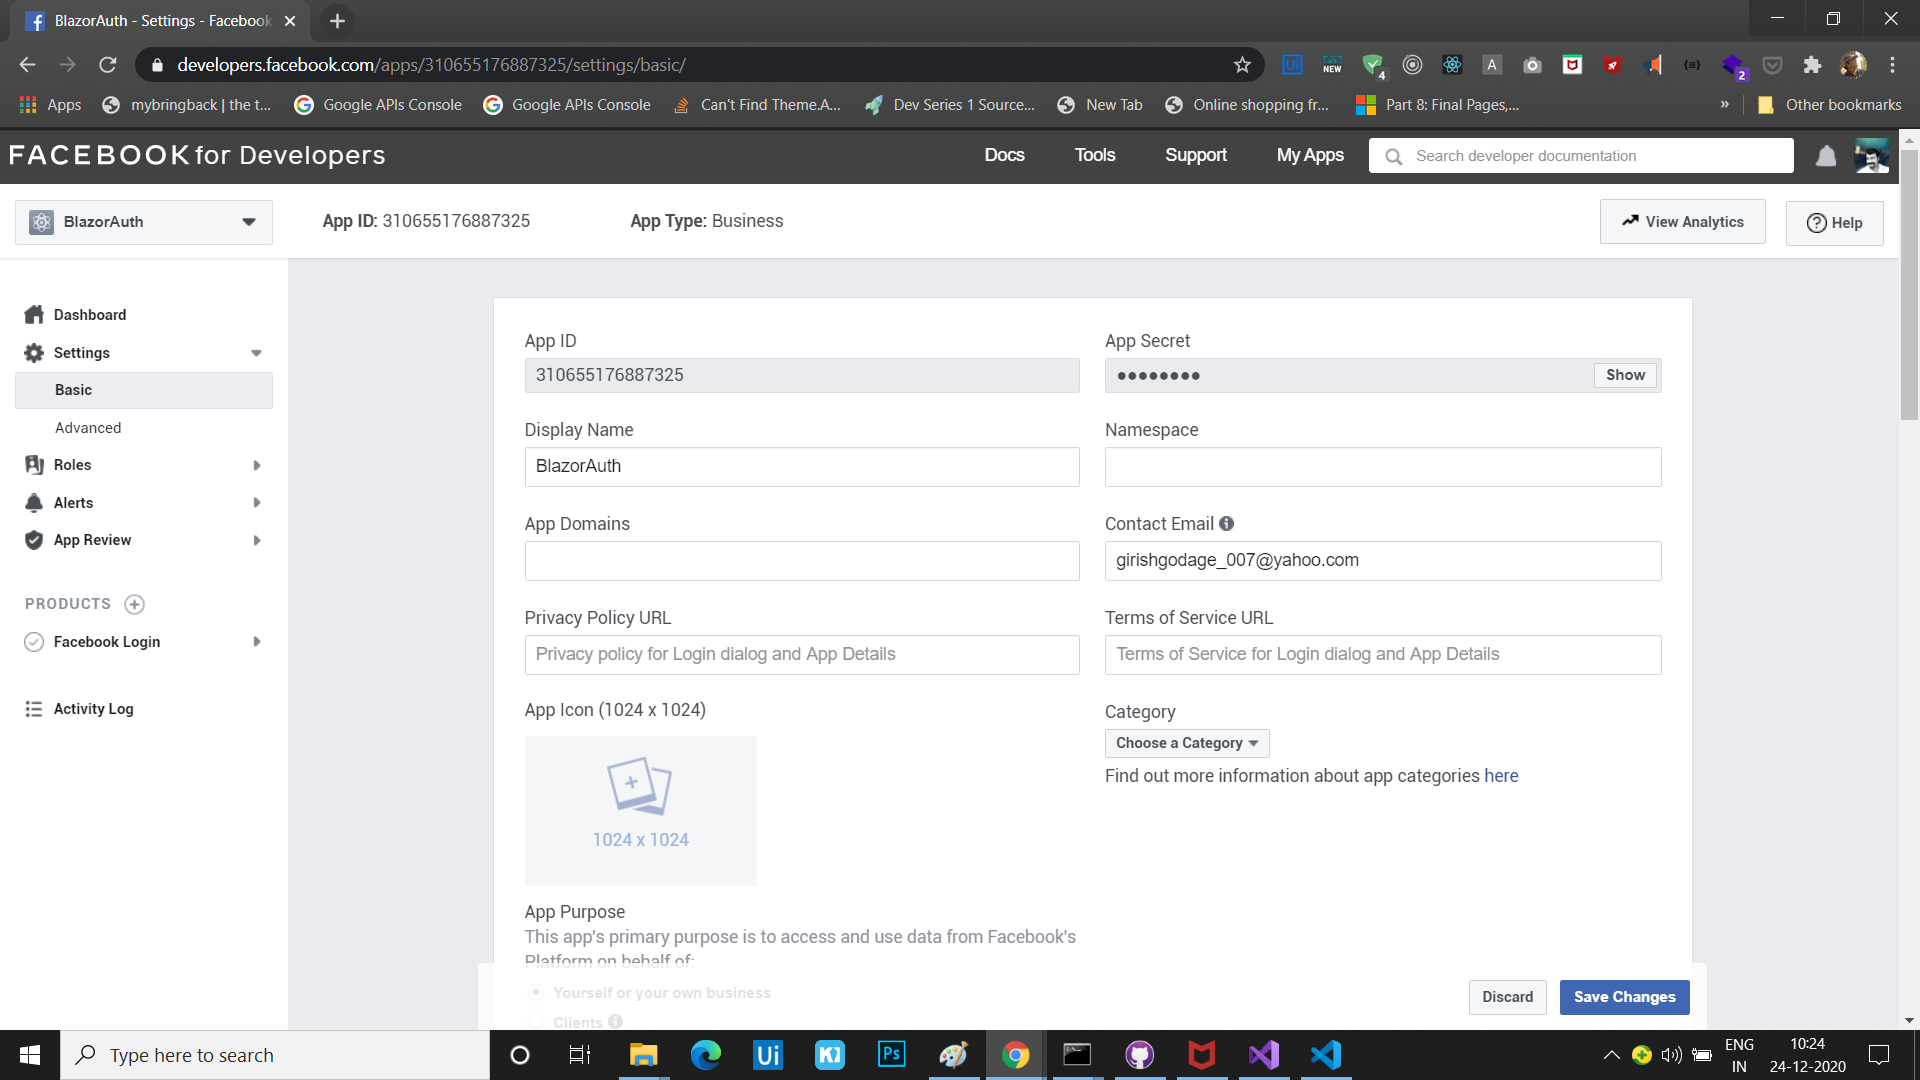 BlazorAuth - Settings - Facebook
developers.facebook.com/apps/310655176887325/settings/basic/
Apps
mybringback | the t...
Google APIs Console
Google APIs Console
Can't Find Theme.A...
Dev Series 1 Source...
New Tab
Online shopping fr...
Part 8: Final Pages,...
»
Other bookmarks
FACEBOOK for Developers
Docs
Tools
Support
My Apps
Search developer documentation
BlazorAuth
App ID: 310655176887325
App Type: Business
View Analytics
Help
Dashboard
Settings
Basic
Advanced
Roles
Alerts
App Review
PRODUCTS
Facebook Login
Activity Log
App ID
310655176887325
App Secret
●●●●●●●●
Show
Display Name
BlazorAuth
Namespace
App Domains
Contact Email
girishgodage_007@yahoo.com
Privacy Policy URL
Privacy policy for Login dialog and App Details
Terms of Service URL
Terms of Service for Login dialog and App Details
App Icon (1024 x 1024)
1024 x 1024
Category
Choose a Category
Find out more information about app categories here
App Purpose
This app's primary purpose is to access and use data from Facebook's
Platform on behalf of:
Yourself or your own business
Clients
Discard
Save Changes
Type here to search
ENG
IN
10:24
24-12-2020
Ui
NEW
4
A
2
Ui
K
Ps